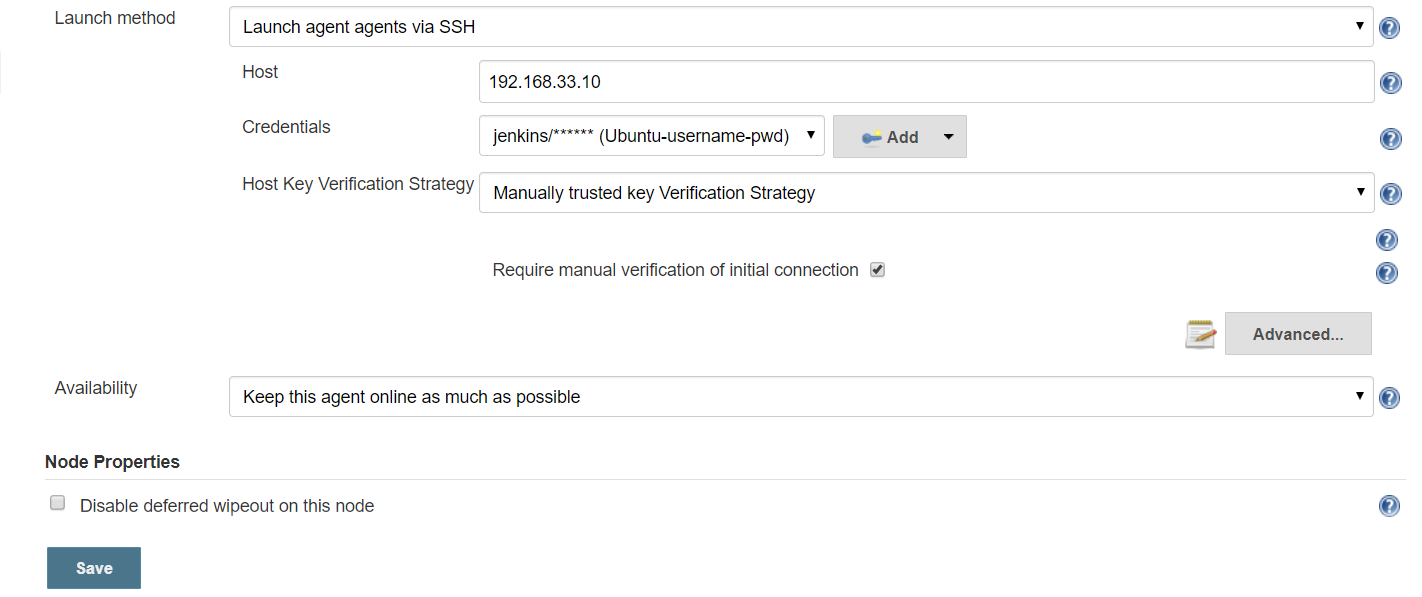 Launch method
Launch agent agents via SSH
Host
192.168.33.10
Credentials
jenkins/****** (Ubuntu-username-pwd)
Add
Host Key Verification Strategy
Manually trusted key Verification Strategy
Require manual verification of initial connection
Advanced...
Availability
Keep this agent online as much as possible
Node Properties
Disable deferred wipeout on this node
Save